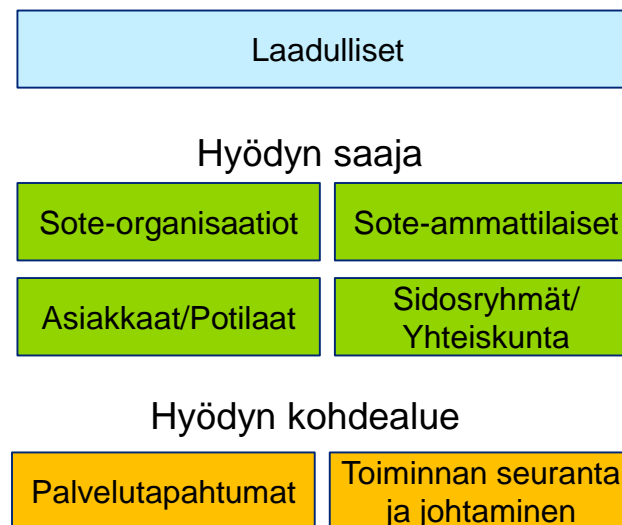 Laadulliset
Hyödyn saaja
Sote-organisaatiot
Sote-ammattilaiset
Asiakkaat/Potilaat
Sidosryhmät/
Yhteiskunta
Hyödyn kohdealue
Palvelutapahtumat
Toiminnan seuranta
ja johtaminen